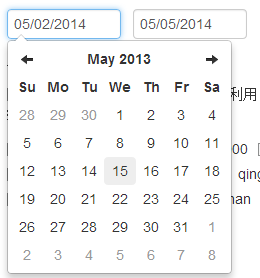 05/02/2014 05/05/2014
May 2013
Su Mo Tu We Th Fr Sa
28 29 30 1 2 3 4
5 6 7 8 9 10 11
12 13 14 15 16 17 18
19 20 21 22 23 24 25
26 27 28 29 30 31 1
2 3 4 5 6 7 8
利用
00
qing
nan